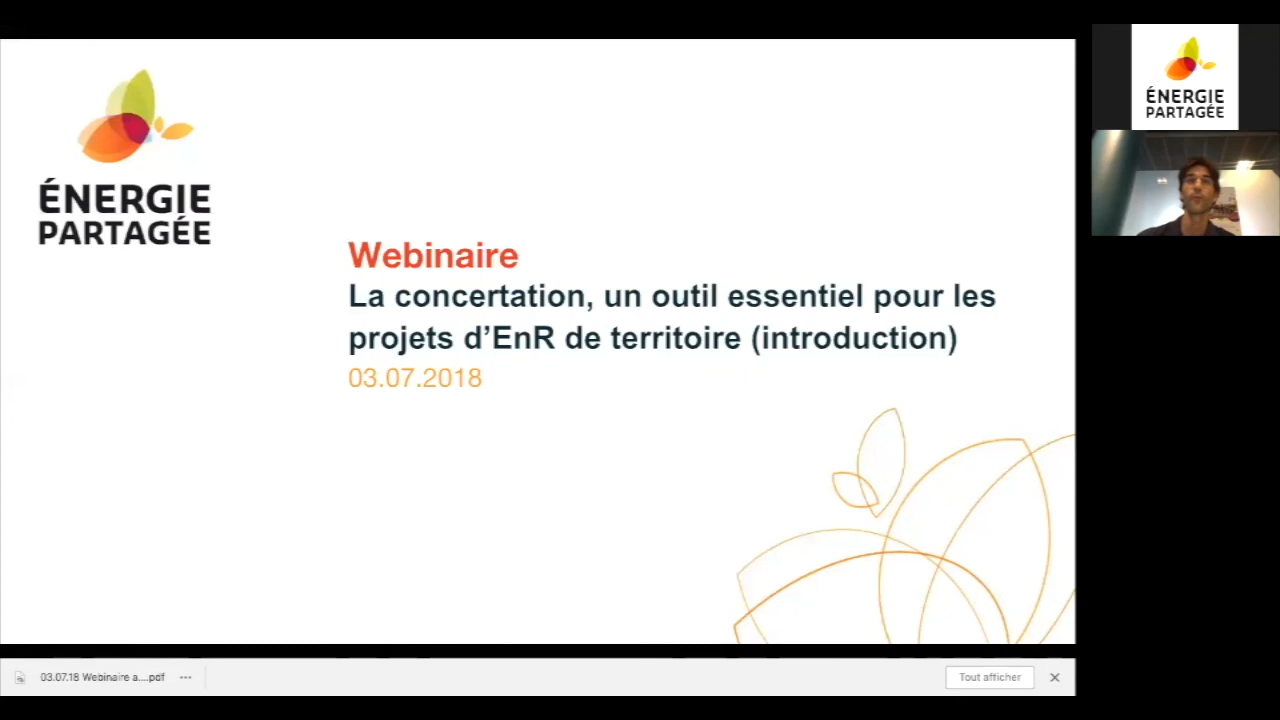 ÉNERGIE
PARTAGÉE
Webinaire
La concertation, un outil essentiel pour les
projets d’EnR de territoire (introduction)
03.07.2018
ÉNERGIE
PARTAGÉE
03.07.18 Webinaire a....pdf
Tout afficher